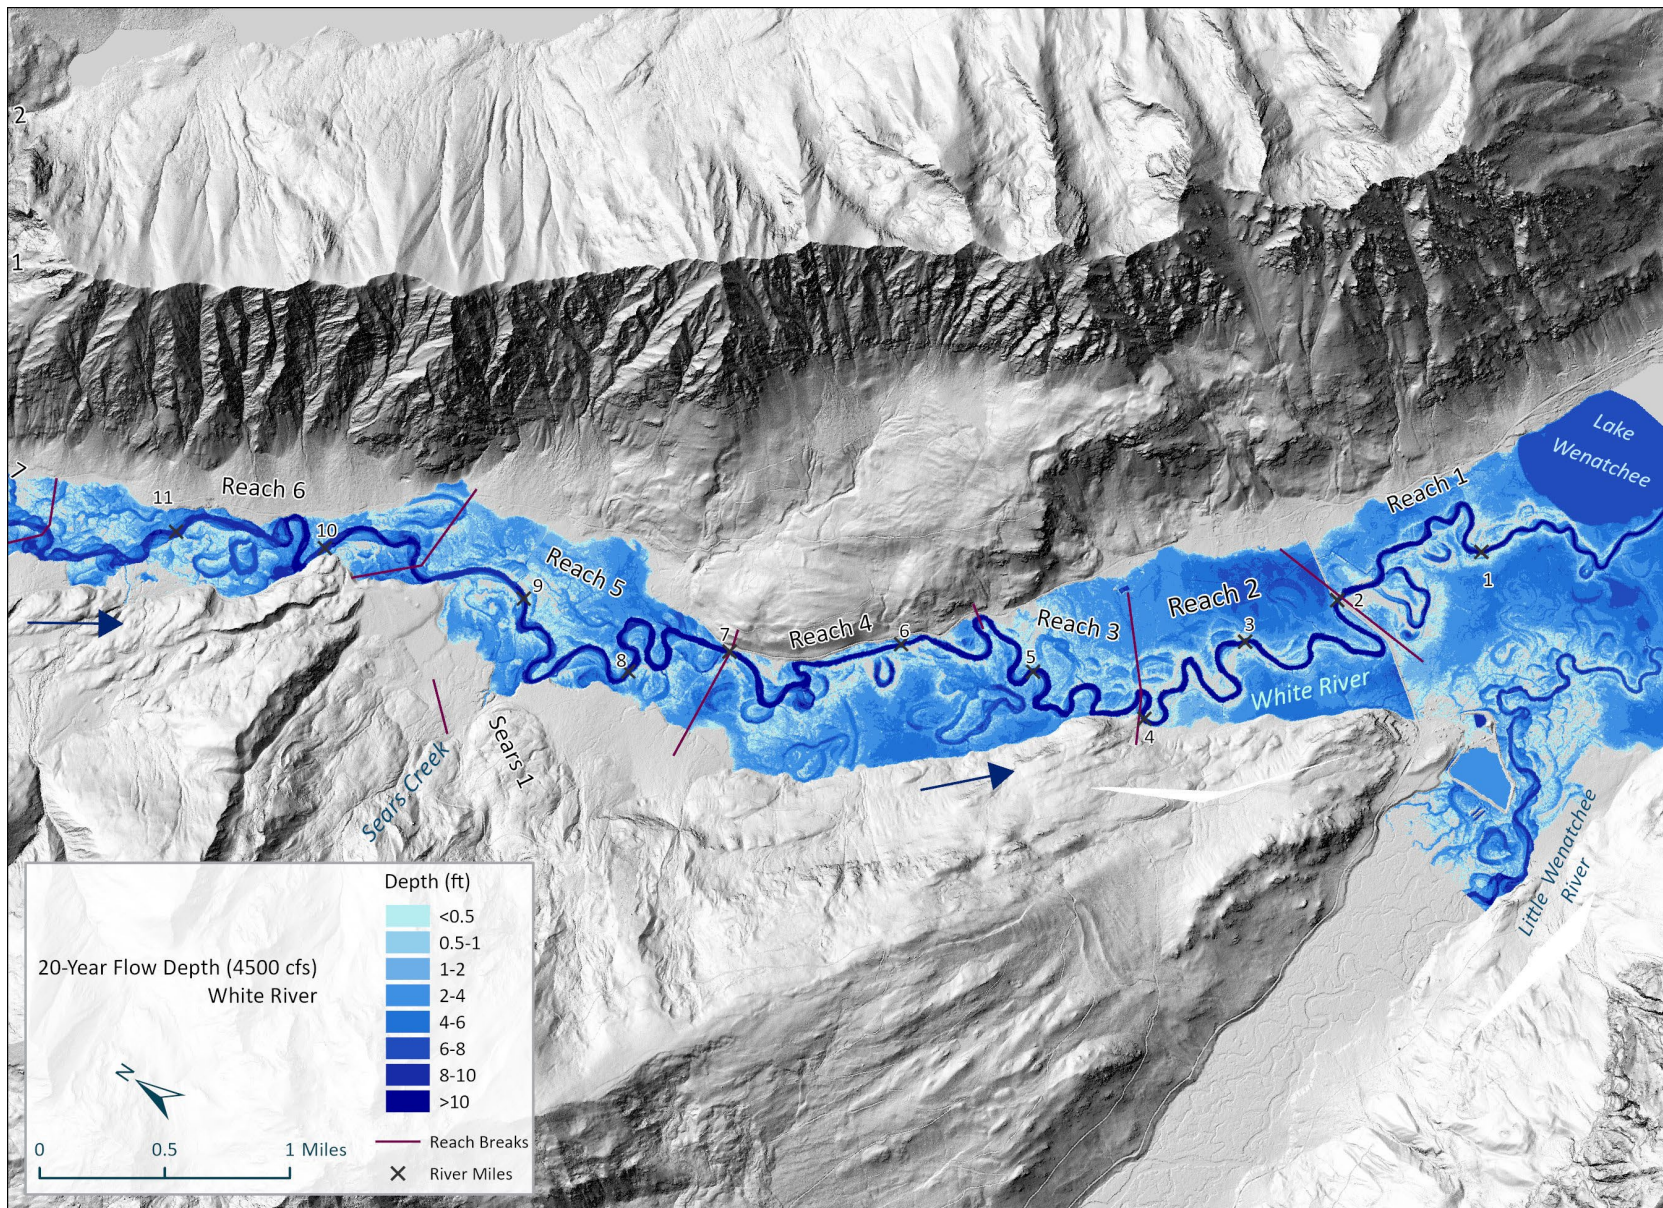 2
1
7
11
Reach 6
10
Reach 5
9
8
7
Reach 4
6
Reach 3
5
4
Reach 2
3
White River
2
Reach 1
1
Lake
Wenatchee
Sears 1
Sears Creek
Little Wenatchee
River
20-Year Flow Depth (4500 cfs)
White River
N
0 0.5 1 Miles
Depth (ft)
<0.5
0.5-1
1-2
2-4
4-6
6-8
8-10
>10
Reach Breaks
River Miles